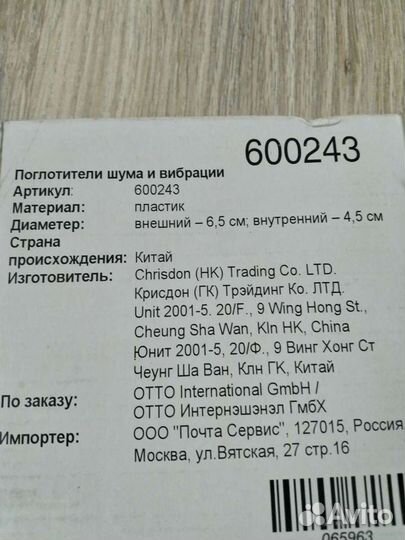 600243
Поглотители шума и вибрации
Артикул: 600243
Материал: пластик
Диаметр: внешний – 6,5 см; внутренний – 4,5 см
Страна
происхождения: Китай
Изготовитель: Chrisdon (HK) Trading Co. LTD.
Крисдон (ГК) Трэйдинг Ко. ЛТД.
Unit 2001-5. 20/F., 9 Wing Hong St.,
Cheung Sha Wan, Kln HK, China
Юнит 2001-5, 20/Ф., 9 Винг Хонг Ст
Чеунг Ша Ван, Клн ГК, Китай
По заказу: OTTO International GmbH /
ОТТО Интернэшэнэл ГмбХ
Импортер: ООО "Почта Сервис", 127015, Россия
Москва, ул.Вятская, 27 стр.16
065963
Avito